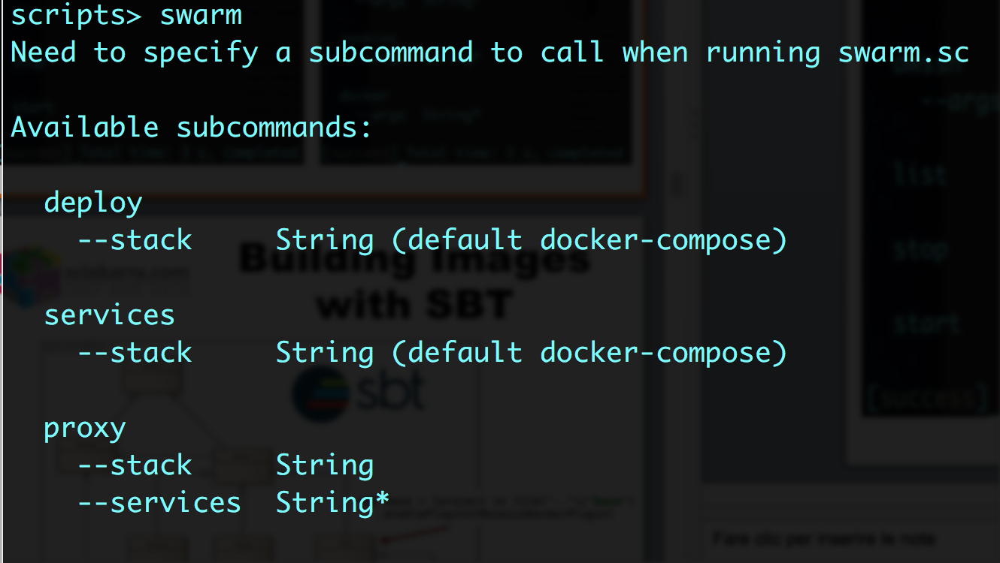 scripts> swarm
Need to specify a subcommand to call when running swarm.sc
Available subcommands:
deploy
--stack String (default docker-compose)
services
--stack String (default docker-compose)
proxy
--stack String
--services String*
Building Images
with SBT
sbt
--args
list
stop
start
[success]
Fare clic per inserire le note